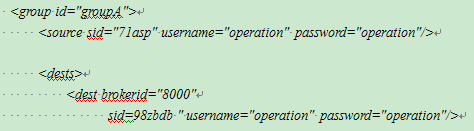 <group id="groupA">
<source sid="71asp" username="operation" password="operation"/>
<dests>
<dest brokerid="8000"
sid=98zbdb " username="operation" password="operation"/>